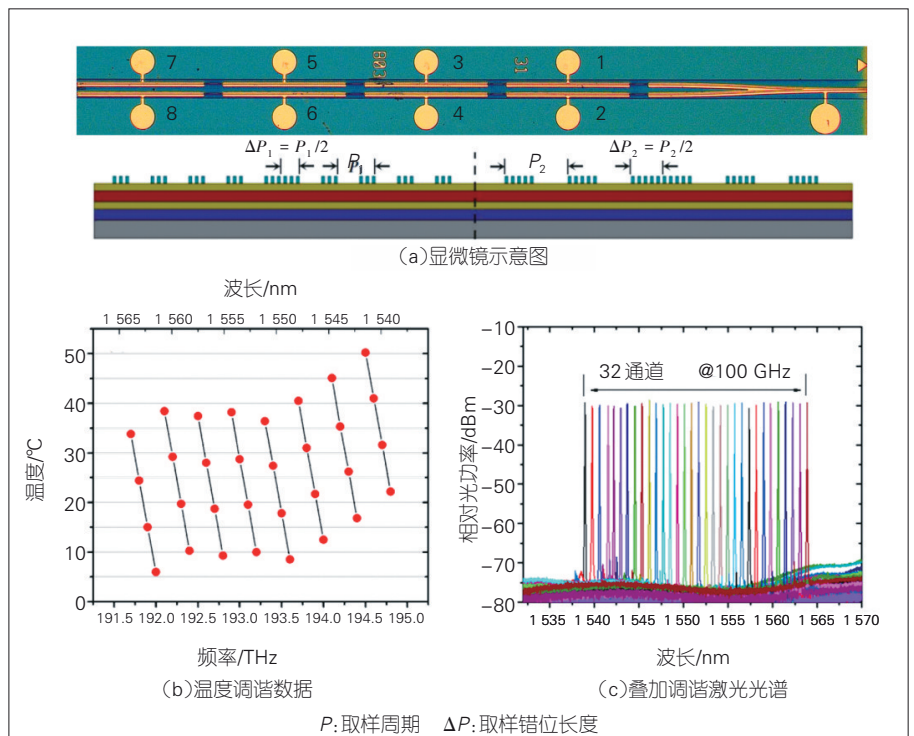 7 5 3 1
803 31
8 6 4 2
ΔP₁ = P₁/2 P₁ P₂ ΔP₂ = P₂/2
(a)显微镜示意图
波长/nm
1 565 1 560 1 555 1 550 1 545 1 540
温度/℃
50
40
30
20
10
0
191.5 192.0 192.5 193.0 193.5 194.0 194.5 195.0
频率/THz
(b)温度调谐数据
相对光功率/dBm
-10
-20
-30
-40
-50
-60
-70
-80
32通道 @100 GHz
1 535 1 540 1 545 1 550 1 555 1 560 1 565 1 570
波长/nm
(c)叠加调谐激光光谱
P:取样周期 ΔP:取样错位长度